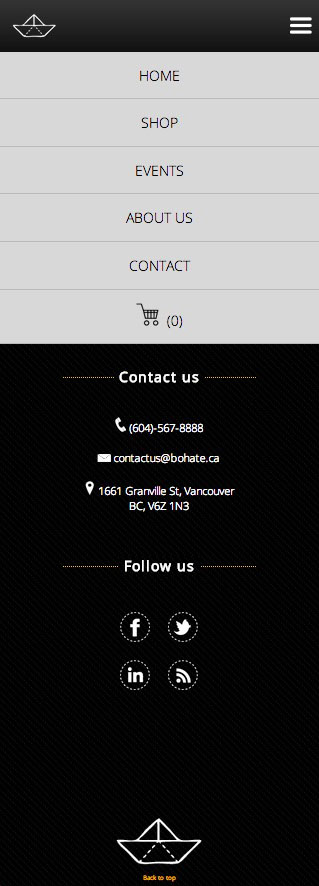 HOME
SHOP
EVENTS
ABOUT US
CONTACT
(0)
Contact us
(604)-567-8888
contactus@bohate.ca
1661 Granville St, Vancouver
BC, V6Z 1N3
Follow us
f
in
Back to top